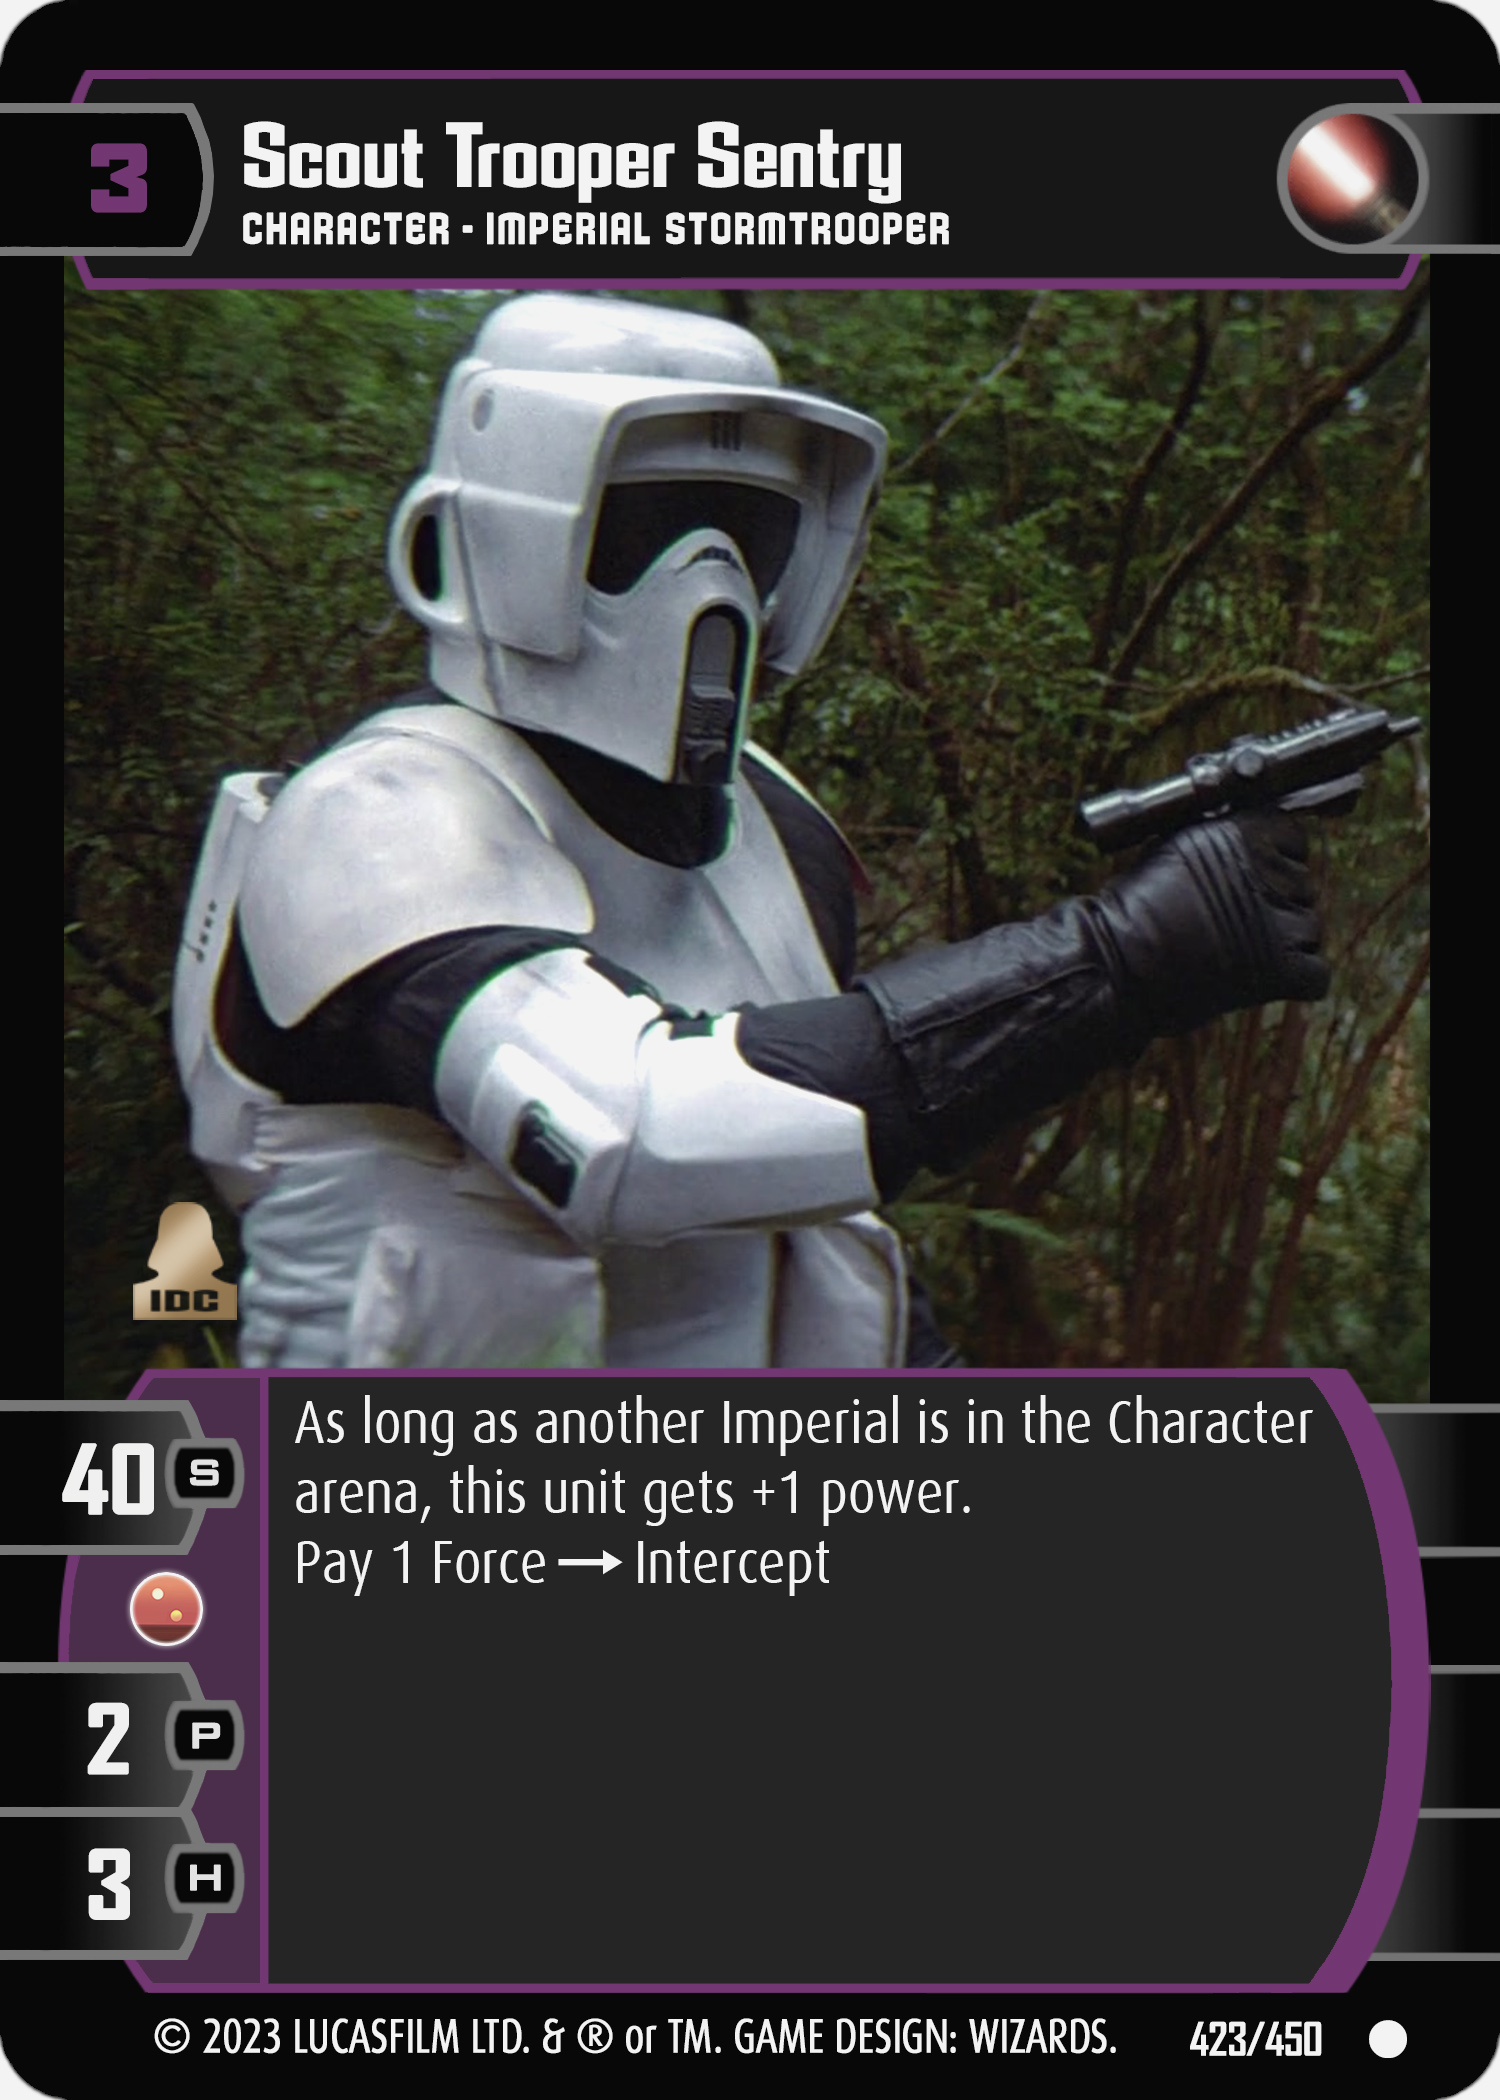 3
Scout Trooper Sentry
CHARACTER - IMPERIAL STORMTROOPER
IDC
As long as another Imperial is in the Character
arena, this unit gets +1 power.
Pay 1 Force → Intercept
40 S
2 P
3 H
© 2023 LUCASFILM LTD. & ® or TM. GAME DESIGN: WIZARDS.
423/450